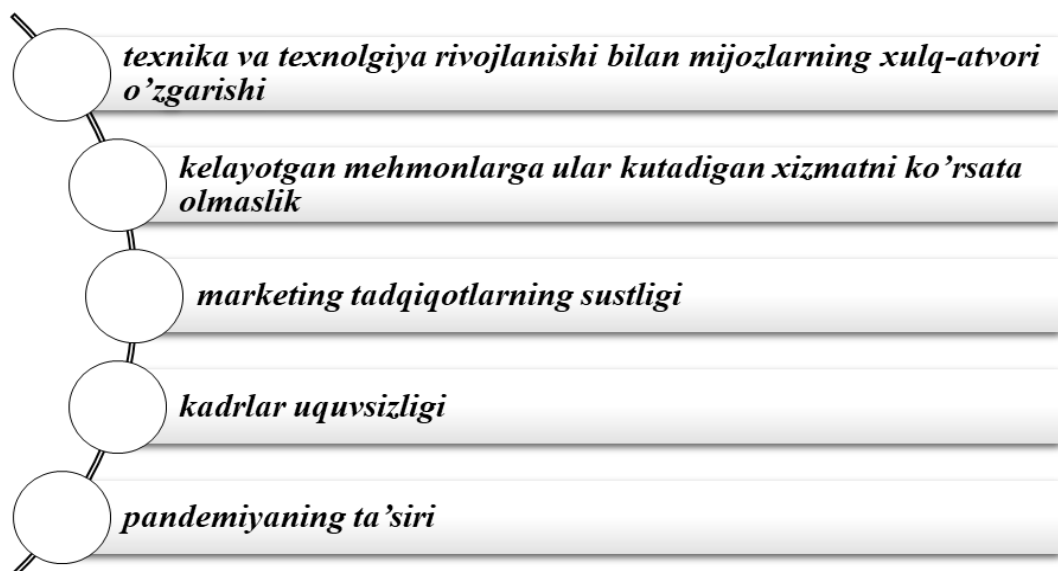 texnika va texnolgiya rivojlanishi bilan mijozlarning xulq-atvori
o’zgarishi
kelayotgan mehmonlarga ular kutadigan xizmatni ko’rsata
olmaslik
marketing tadqiqotlarning sustligi
kadrlar uquvsizligi
pandemiyaning ta’siri